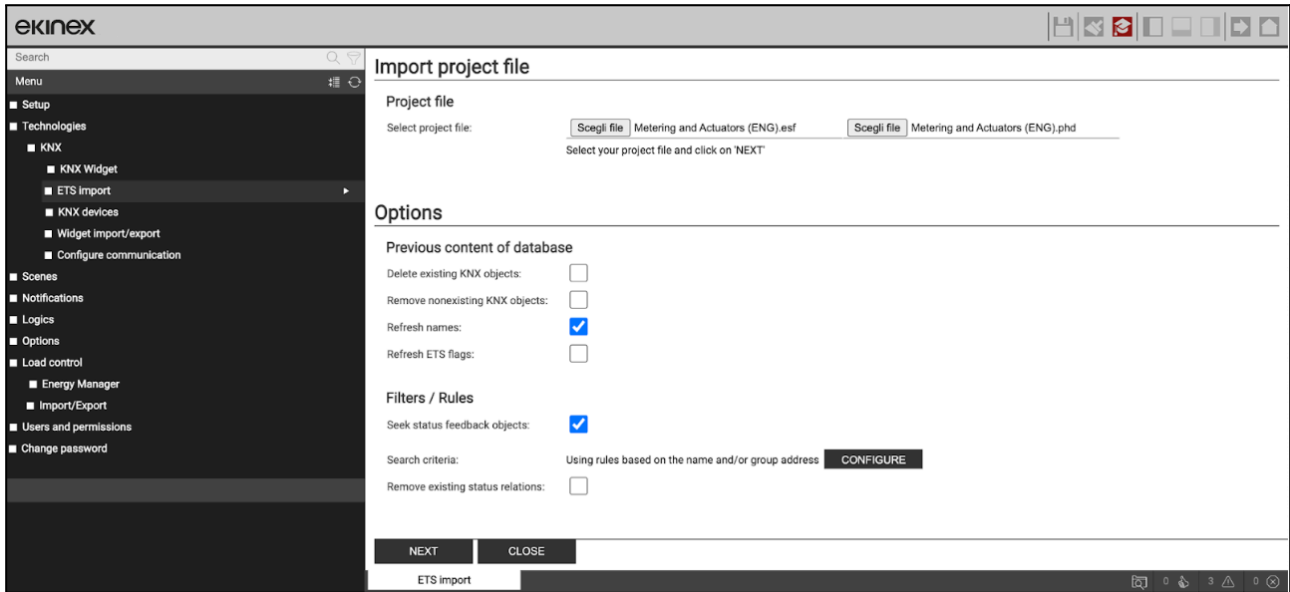 ekinex
Search
Menu
Setup
Technologies
KNX
KNX Widget
ETS import
KNX devices
Widget import/export
Configure communication
Scenes
Notifications
Logics
Options
Load control
Energy Manager
Import/Export
Users and permissions
Change password
Import project file
Project file
Select project file: Scegli file Metering and Actuators (ENG).esf Scegli file Metering and Actuators (ENG).phd
Select your project file and click on 'NEXT'
Options
Previous content of database
Delete existing KNX objects:
Remove nonexisting KNX objects:
Refresh names:
Refresh ETS flags:
Filters / Rules
Seek status feedback objects:
Search criteria: Using rules based on the name and/or group address CONFIGURE
Remove existing status relations:
NEXT CLOSE
ETS import 0 3 0